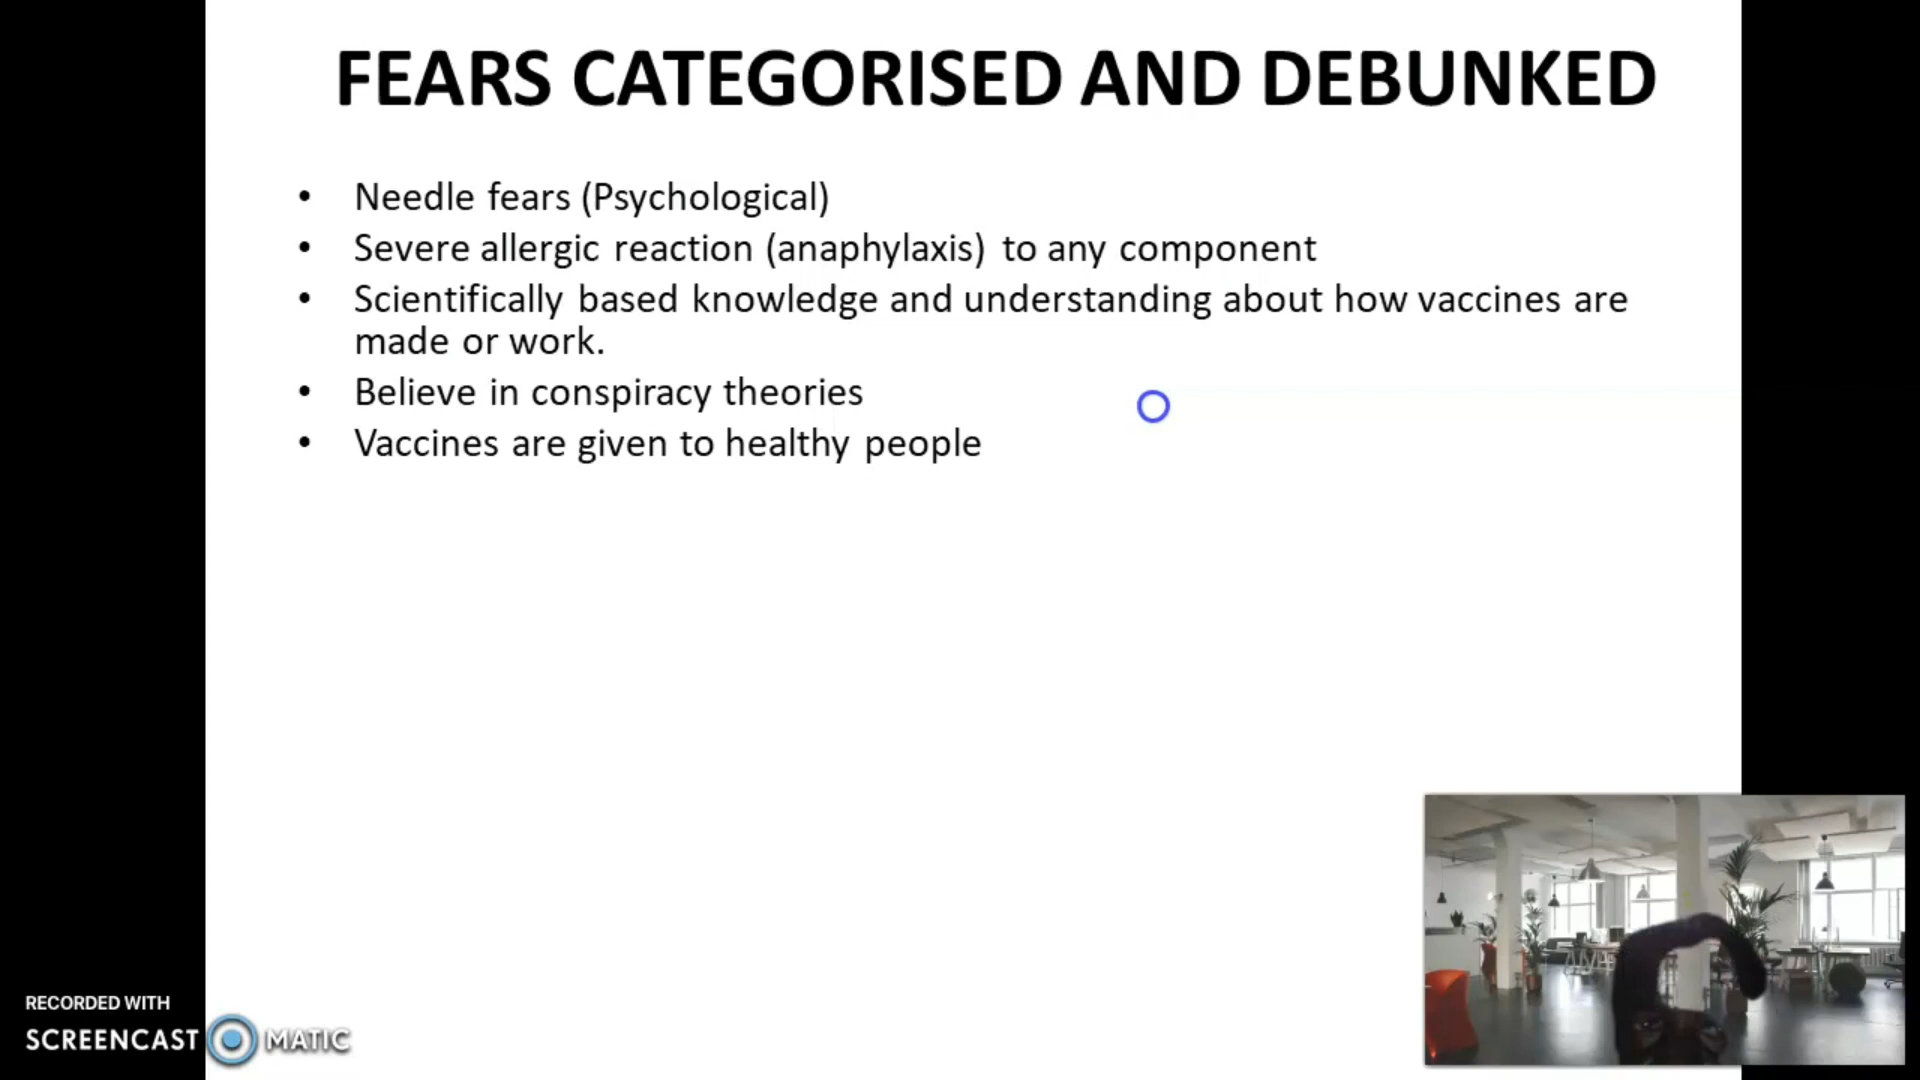 FEARS CATEGORISED AND DEBUNKED
• Needle fears (Psychological)
• Severe allergic reaction (anaphylaxis) to any component
• Scientifically based knowledge and understanding about how vaccines are
made or work.
• Believe in conspiracy theories
• Vaccines are given to healthy people
RECORDED WITH
SCREENCAST MATIC